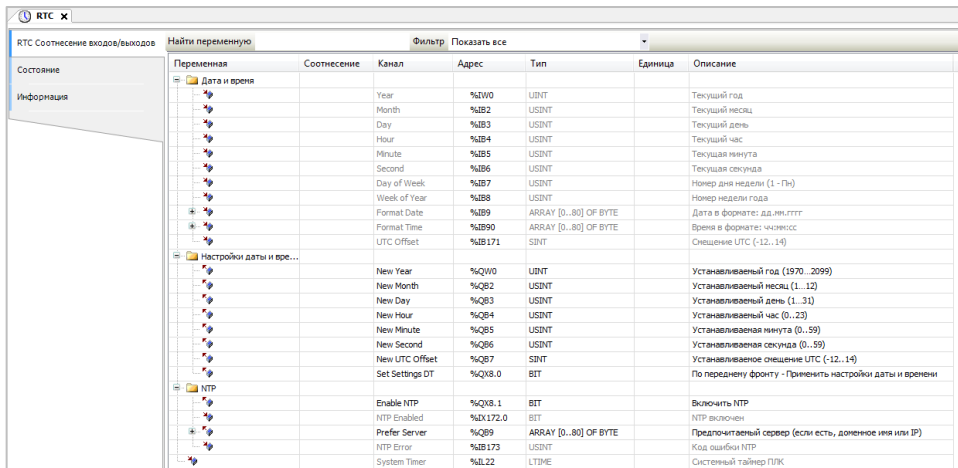 RTC x
RTC Соотнесение входов/выходов
Состояние
Информация
Найти переменную Фильтр Показать все
Переменная Соотнесение Канал Адрес Тип Единица Описание
Дата и время
Year %IW0 UINT Текущий год
Month %IB2 USINT Текущий месяц
Day %IB3 USINT Текущий день
Hour %IB4 USINT Текущий час
Minute %IB5 USINT Текущая минута
Second %IB6 USINT Текущая секунда
Day of Week %IB7 USINT Номер дня недели (1 - Пн)
Week of Year %IB8 USINT Номер недели года
Format Date %IB9 ARRAY [0..80] OF BYTE Дата в формате: дд.мм.гггг
Format Time %IB90 ARRAY [0..80] OF BYTE Время в формате: чч:мм:сс
UTC Offset %IB171 SINT Смещение UTC (-12..14)
Настройки даты и вре...
New Year %QW0 UINT Устанавливаемый год (1970...2099)
New Month %QB2 USINT Устанавливаемый месяц (1...12)
New Day %QB3 USINT Устанавливаемый день (1...31)
New Hour %QB4 USINT Устанавливаемый час (0..23)
New Minute %QB5 USINT Устанавливаемая минута (0..59)
New Second %QB6 USINT Устанавливаемая секунда (0..59)
New UTC Offset %QB7 SINT Устанавливаемое смещение UTC (-12..14)
Set Settings DT %QX8.0 BIT По переднему фронту - Применить настройки даты и времени
NTP
Enable NTP %QX8.1 BIT Включить NTP
NTP Enabled %IX172.0 BIT NTP включен
Prefer Server %QB9 ARRAY [0..80] OF BYTE Предпочитаемый сервер (если есть, доменное имя или IP)
NTP Error %IB173 USINT Код ошибки NTP
System Timer %IL22 LTIME Системный таймер ПЛК